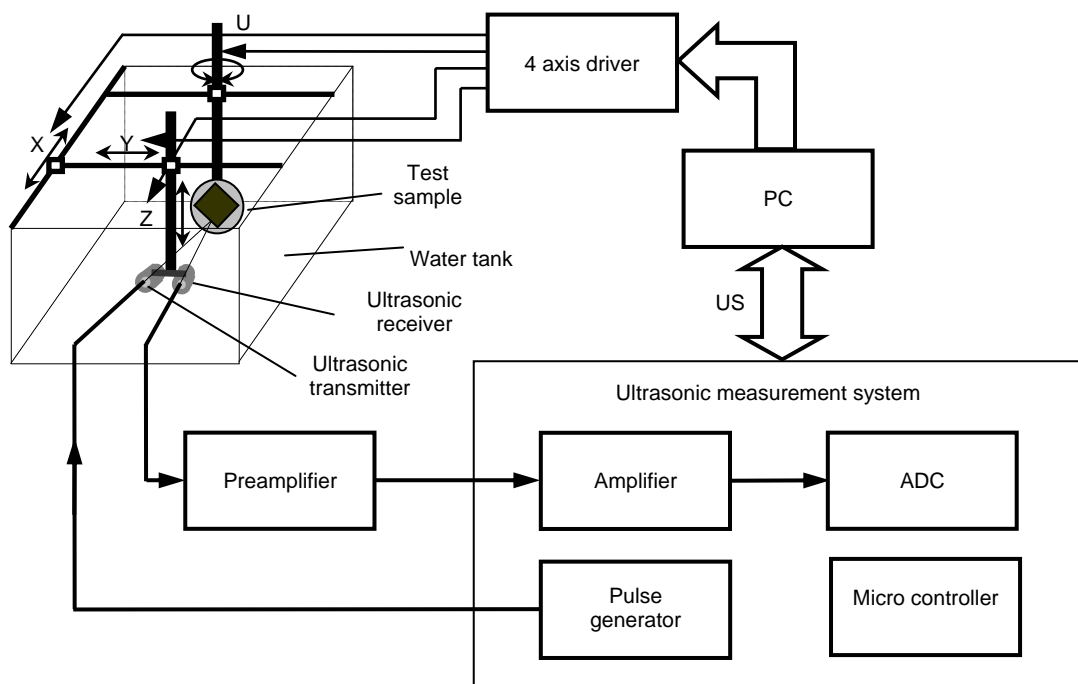 U
4 axis driver
X
Y
Test
sample
PC
Z
Water tank
US
Ultrasonic
receiver
Ultrasonic
transmitter
Ultrasonic measurement system
Preamplifier
Amplifier
ADC
Pulse
generator
Micro controller